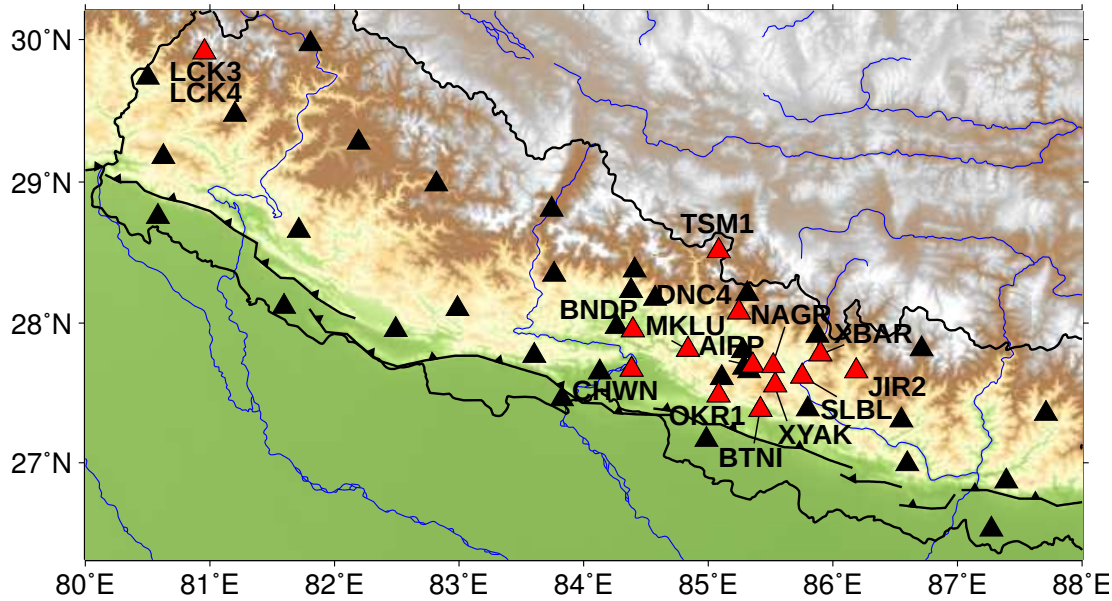 30°N
LCK3
LCK4
29°N
TSM1
DNC4
BNDP
NAGR
28°N
MKLU
XBAR
AIRP
CHWN
JIR2
OKR1
SLBL
XYAK
BTNI
27°N
80 E 81 E 82 E 83 E 84 E 85 E 86 E 87 E 88 E